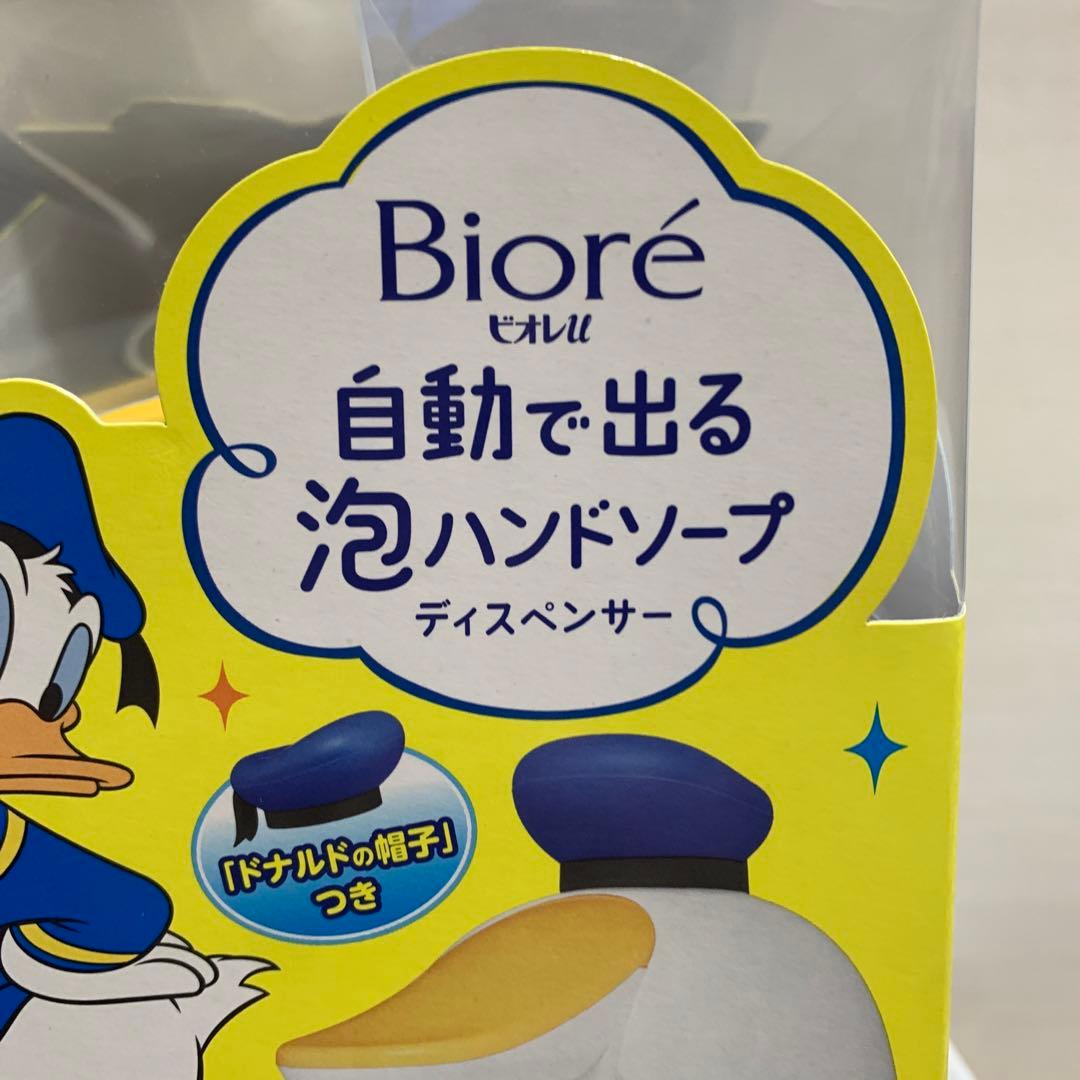 Bioré
ビオレu
自動で出る
泡ハンドソープ
ディスペンサー
「ドナルドの帽子」
つき